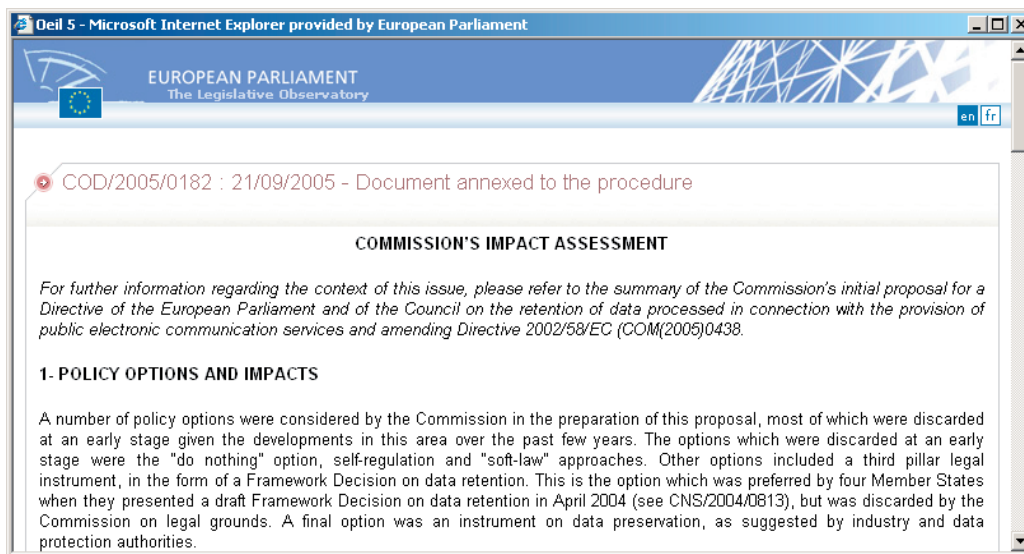 Oeil 5 - Microsoft Internet Explorer provided by European Parliament
EUROPEAN PARLIAMENT
The Legislative Observatory
en fr
COD/2005/0182 : 21/09/2005 - Document annexed to the procedure
COMMISSION'S IMPACT ASSESSMENT
For further information regarding the context of this issue, please refer to the summary of the Commission's initial proposal for a
Directive of the European Parliament and of the Council on the retention of data processed in connection with the provision of
public electronic communication services and amending Directive 2002/58/EC (COM(2005)0438.
1- POLICY OPTIONS AND IMPACTS
A number of policy options were considered by the Commission in the preparation of this proposal, most of which were discarded
at an early stage given the developments in this area over the past few years. The options which were discarded at an early
stage were the "do nothing" option, self-regulation and "soft-law" approaches. Other options included a third pillar legal
instrument, in the form of a Framework Decision on data retention. This is the option which was preferred by four Member States
when they presented a draft Framework Decision on data retention in April 2004 (see CNS/2004/0813), but was discarded by the
Commission on legal grounds. A final option was an instrument on data preservation, as suggested by industry and data
protection authorities.